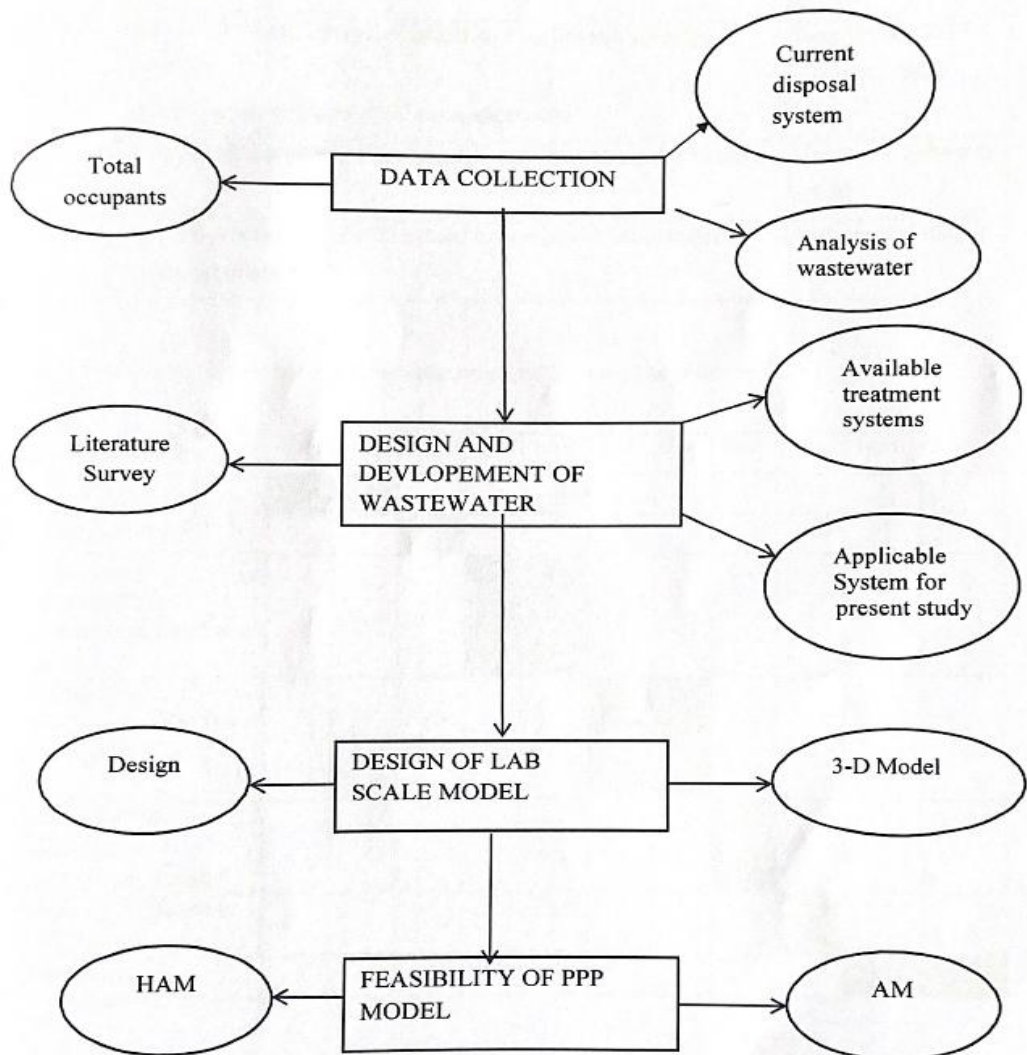 Current
disposal
system
Total
occupants
DATA COLLECTION
Analysis of
wastewater
Available
treatment
systems
Literature
Survey
DESIGN AND
DEVLOPEMENT OF
WASTEWATER
Applicable
System for
present study
Design
DESIGN OF LAB
SCALE MODEL
3-D Model
HAM
FEASIBILITY OF PPP
MODEL
AM